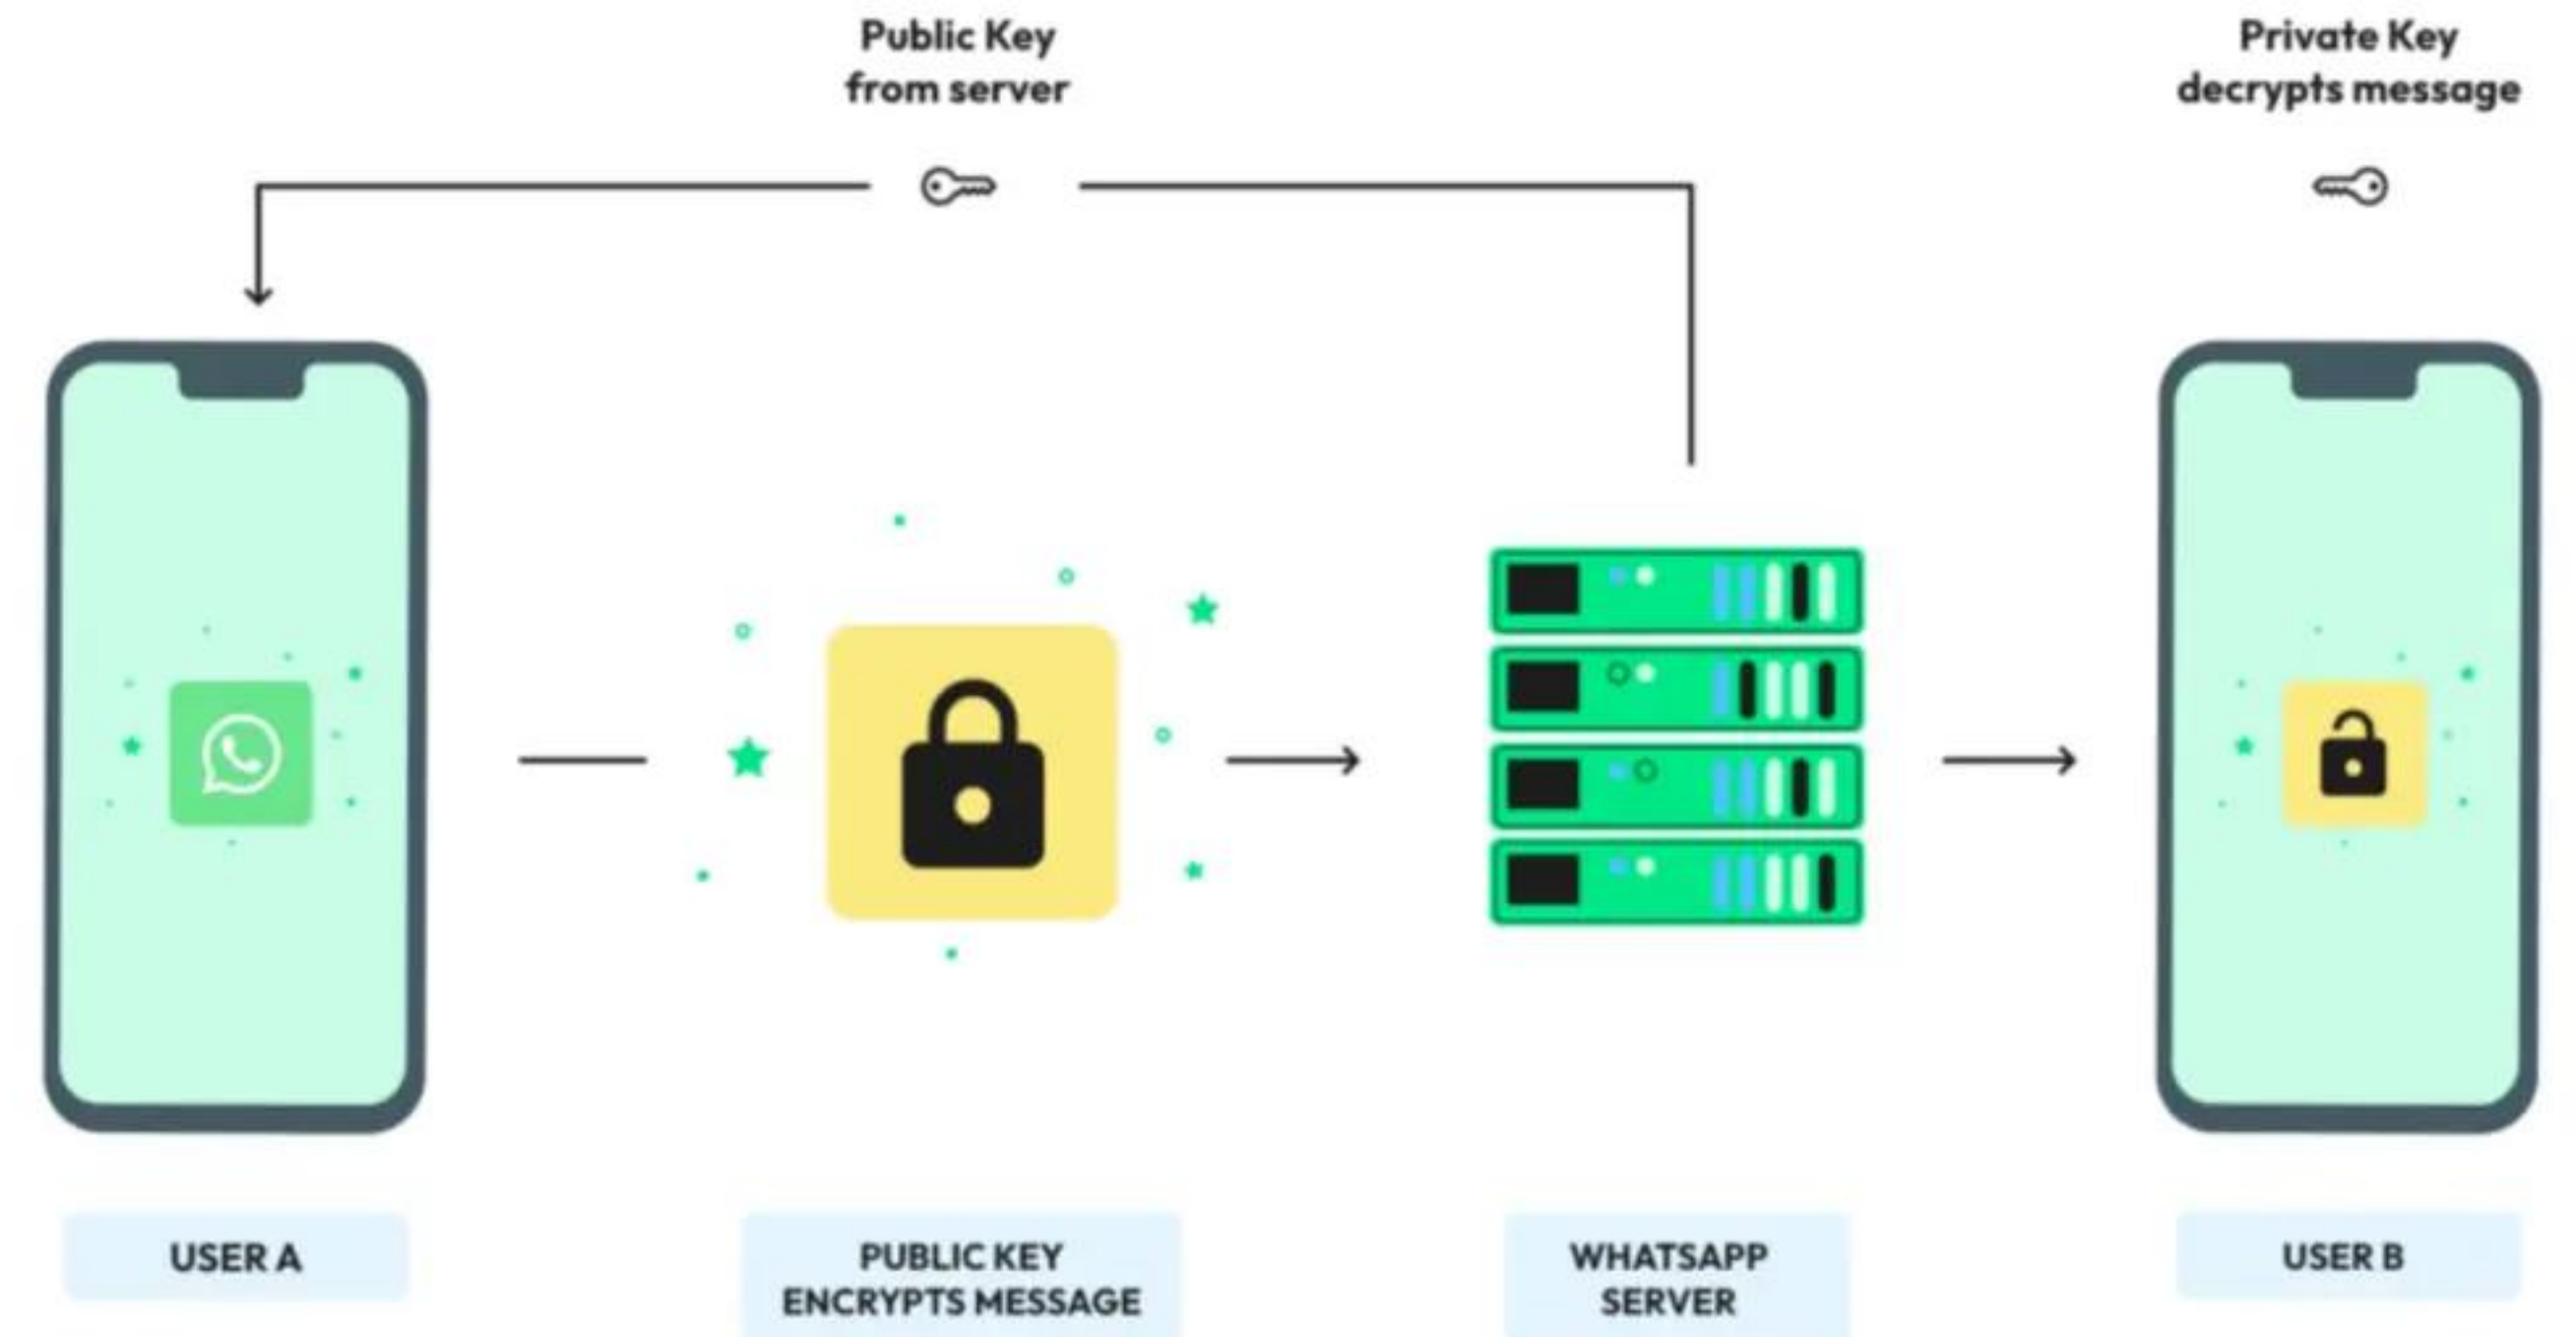 Public Key
from server
Private Key
decrypts message
USER A
PUBLIC KEY
ENCRYPTS MESSAGE
WHATSAPP
SERVER
USER B